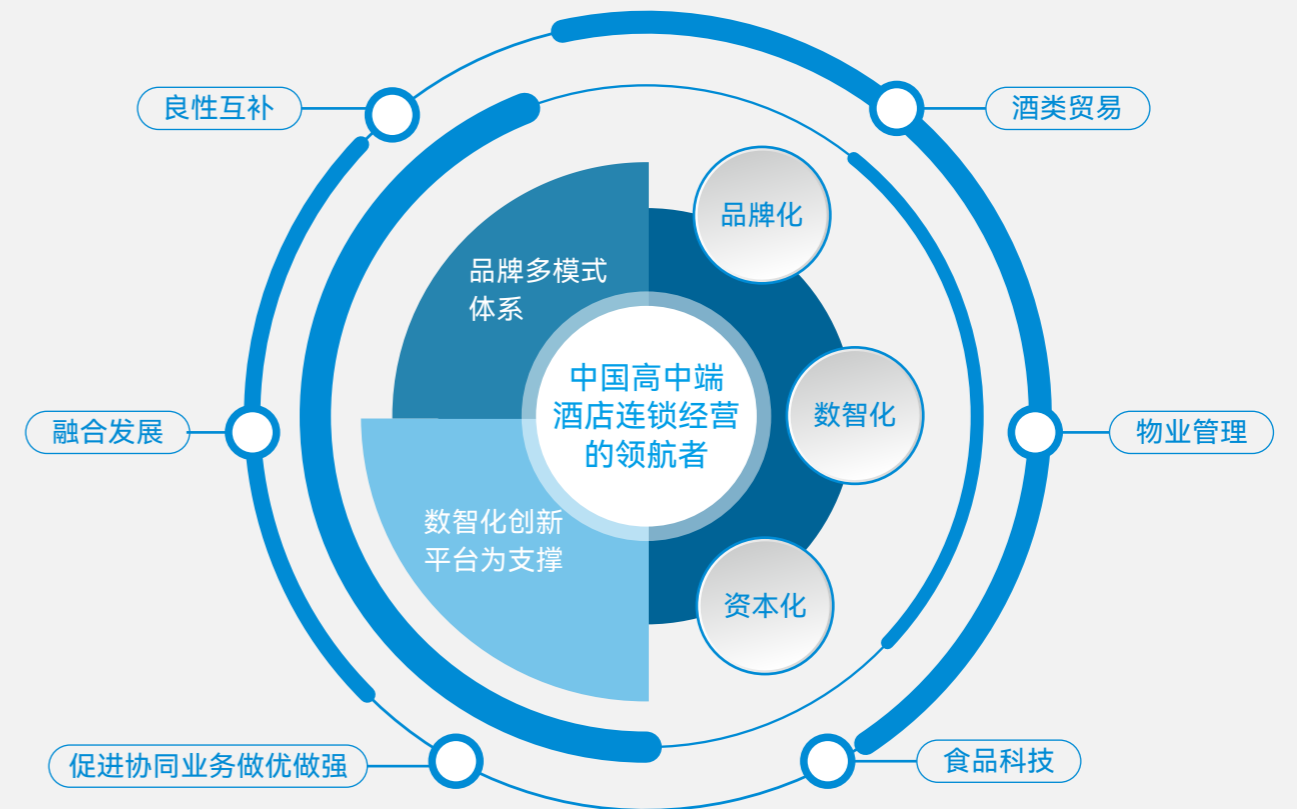 良性互补
酒类贸易
品牌化
品牌多模式
体系
中国高中端
酒店连锁经营
的领航者
数智化
融合发展
物业管理
数智化创新
平台为支撑
资本化
促进协同业务做优做强
食品科技